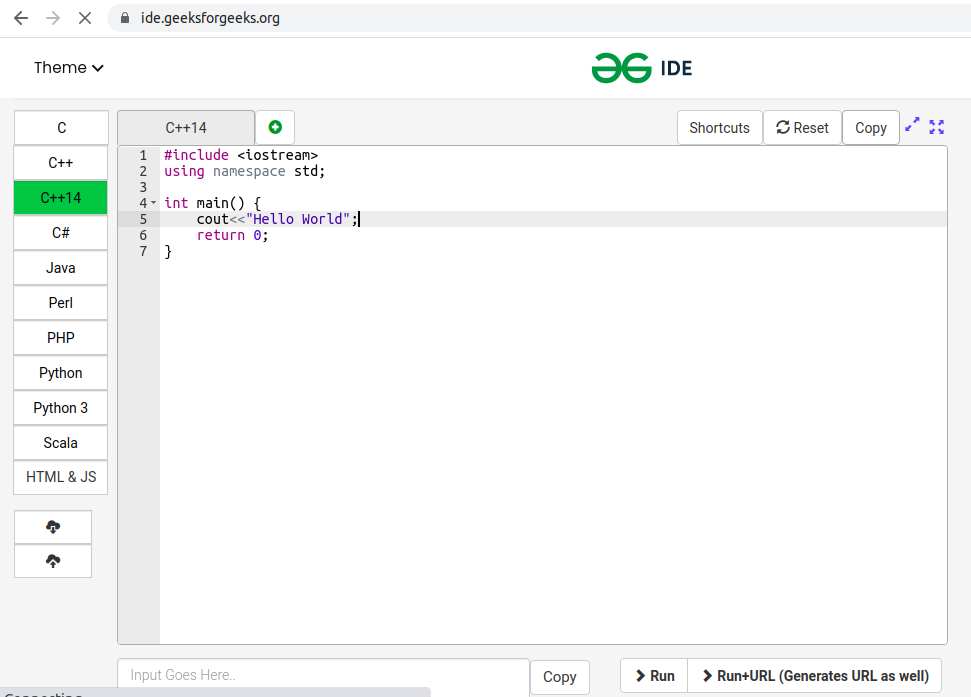 ide.geeksforgeeks.org
Theme
IDE
C
C++
C++14
C#
Java
Perl
PHP
Python
Python 3
Scala
HTML & JS
C++14
Shortcuts
Reset
Copy
1 #include <iostream>
2 using namespace std;
3
4 int main() {
5 cout<<"Hello World";
6 return 0;
7 }
Input Goes Here..
Copy
Run
Run+URL (Generates URL as well)